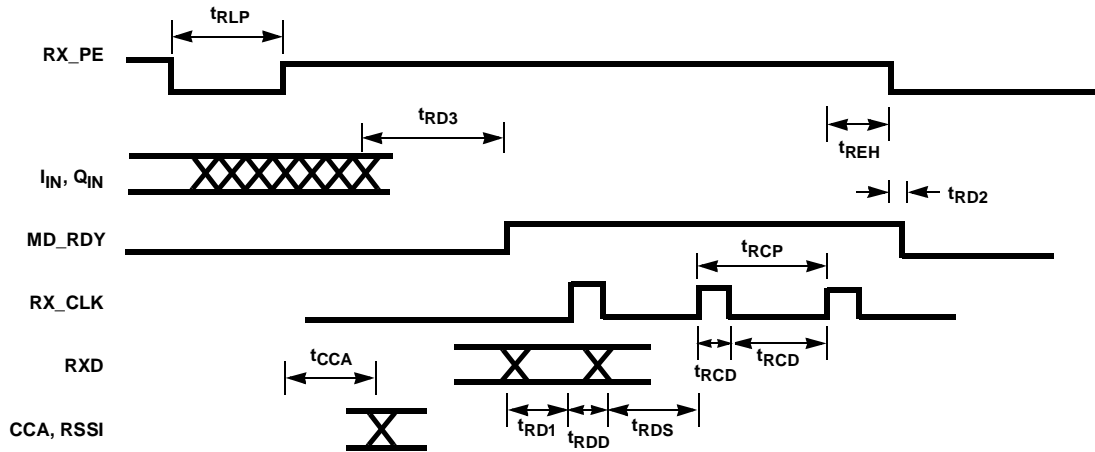 tRLP
RX_PE
tRD3
tREH
IIN, QIN
tRD2
MD_RDY
tRCP
RX_CLK
tCCA
RXD
tRCD
tRCD
tRD1
tRDD
tRDS
CCA, RSSI